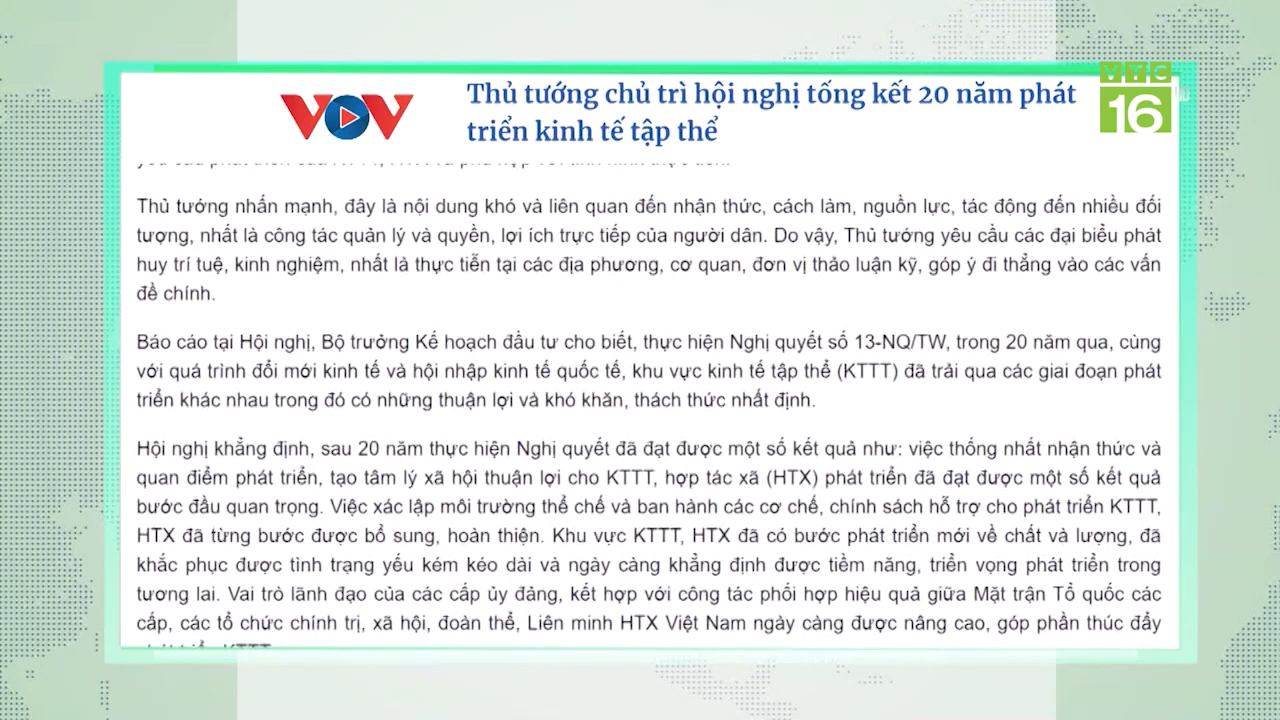 VOV
Thủ tướng chủ trì hội nghị tổng kết 20 năm phát
triển kinh tế tập thể
VTC
16
Thủ tướng nhấn mạnh, đây là nội dung khó và liên quan đến nhận thức, cách làm, nguồn lực, tác động đến nhiều đối
tượng, nhất là công tác quản lý và quyền, lợi ích trực tiếp của người dân. Do vậy, Thủ tướng yêu cầu các đại biểu phát
huy trí tuệ, kinh nghiệm, nhất là thực tiễn tại các địa phương, cơ quan, đơn vị thảo luận kỹ, góp ý đi thẳng vào các vấn
đề chính.
Báo cáo tại Hội nghị, Bộ trưởng Kế hoạch đầu tư cho biết, thực hiện Nghị quyết số 13-NQ/TW, trong 20 năm qua, cùng
với quá trình đổi mới kinh tế và hội nhập kinh tế quốc tế, khu vực kinh tế tập thể (KTTT) đã trải qua các giai đoạn phát
triển khác nhau trong đó có những thuận lợi và khó khăn, thách thức nhất định.
Hội nghị khẳng định, sau 20 năm thực hiện Nghị quyết đã đạt được một số kết quả như: việc thống nhất nhận thức và
quan điểm phát triển, tạo tâm lý xã hội thuận lợi cho KTTT, hợp tác xã (HTX) phát triển đã đạt được một số kết quả
bước đầu quan trọng. Việc xác lập môi trường thể chế và ban hành các cơ chế, chính sách hỗ trợ cho phát triển KTTT,
HTX đã từng bước được bổ sung, hoàn thiện. Khu vực KTTT, HTX đã có bước phát triển mới về chất và lượng, đã
khắc phục được tình trạng yếu kém kéo dài và ngày càng khẳng định được tiềm năng, triển vọng phát triển trong
tương lai. Vai trò lãnh đạo của các cấp ủy đảng, kết hợp với công tác phối hợp hiệu quả giữa Mặt trận Tổ quốc các
cấp, các tổ chức chính trị, xã hội, đoàn thể, Liên minh HTX Việt Nam ngày càng được nâng cao, góp phần thúc đẩy